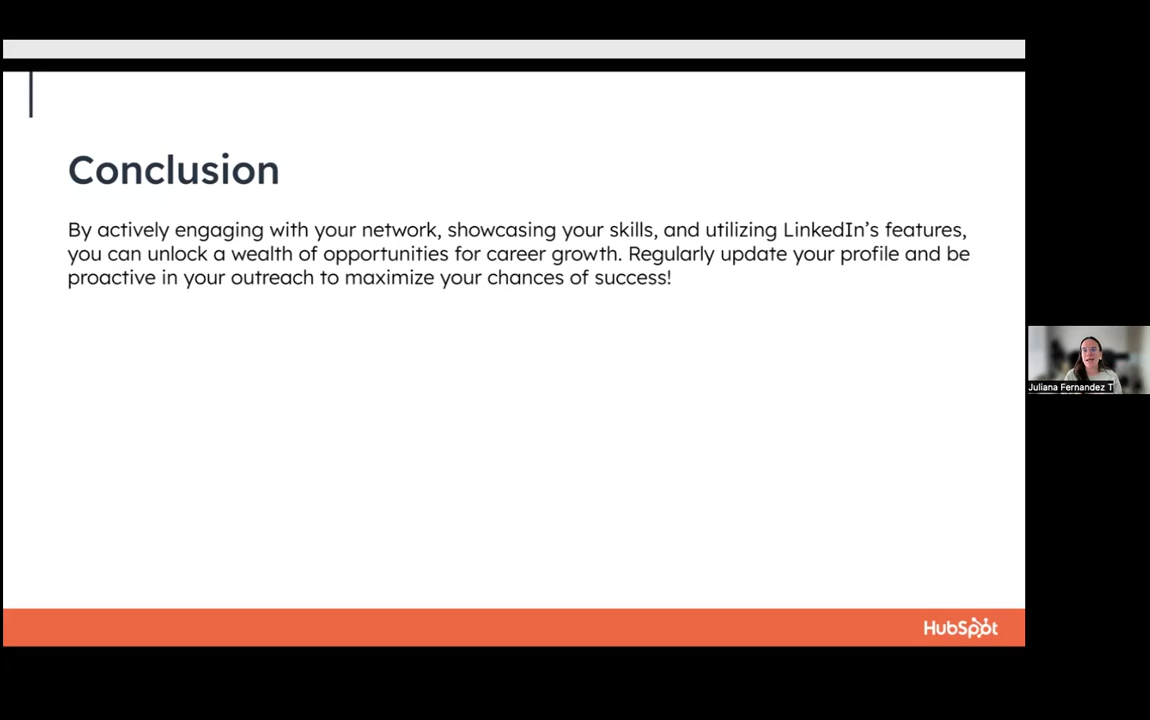 Conclusion
By actively engaging with your network, showcasing your skills, and utilizing LinkedIn’s features,
you can unlock a wealth of opportunities for career growth. Regularly update your profile and be
proactive in your outreach to maximize your chances of success!
Juliana Fernandez T
HubSpot